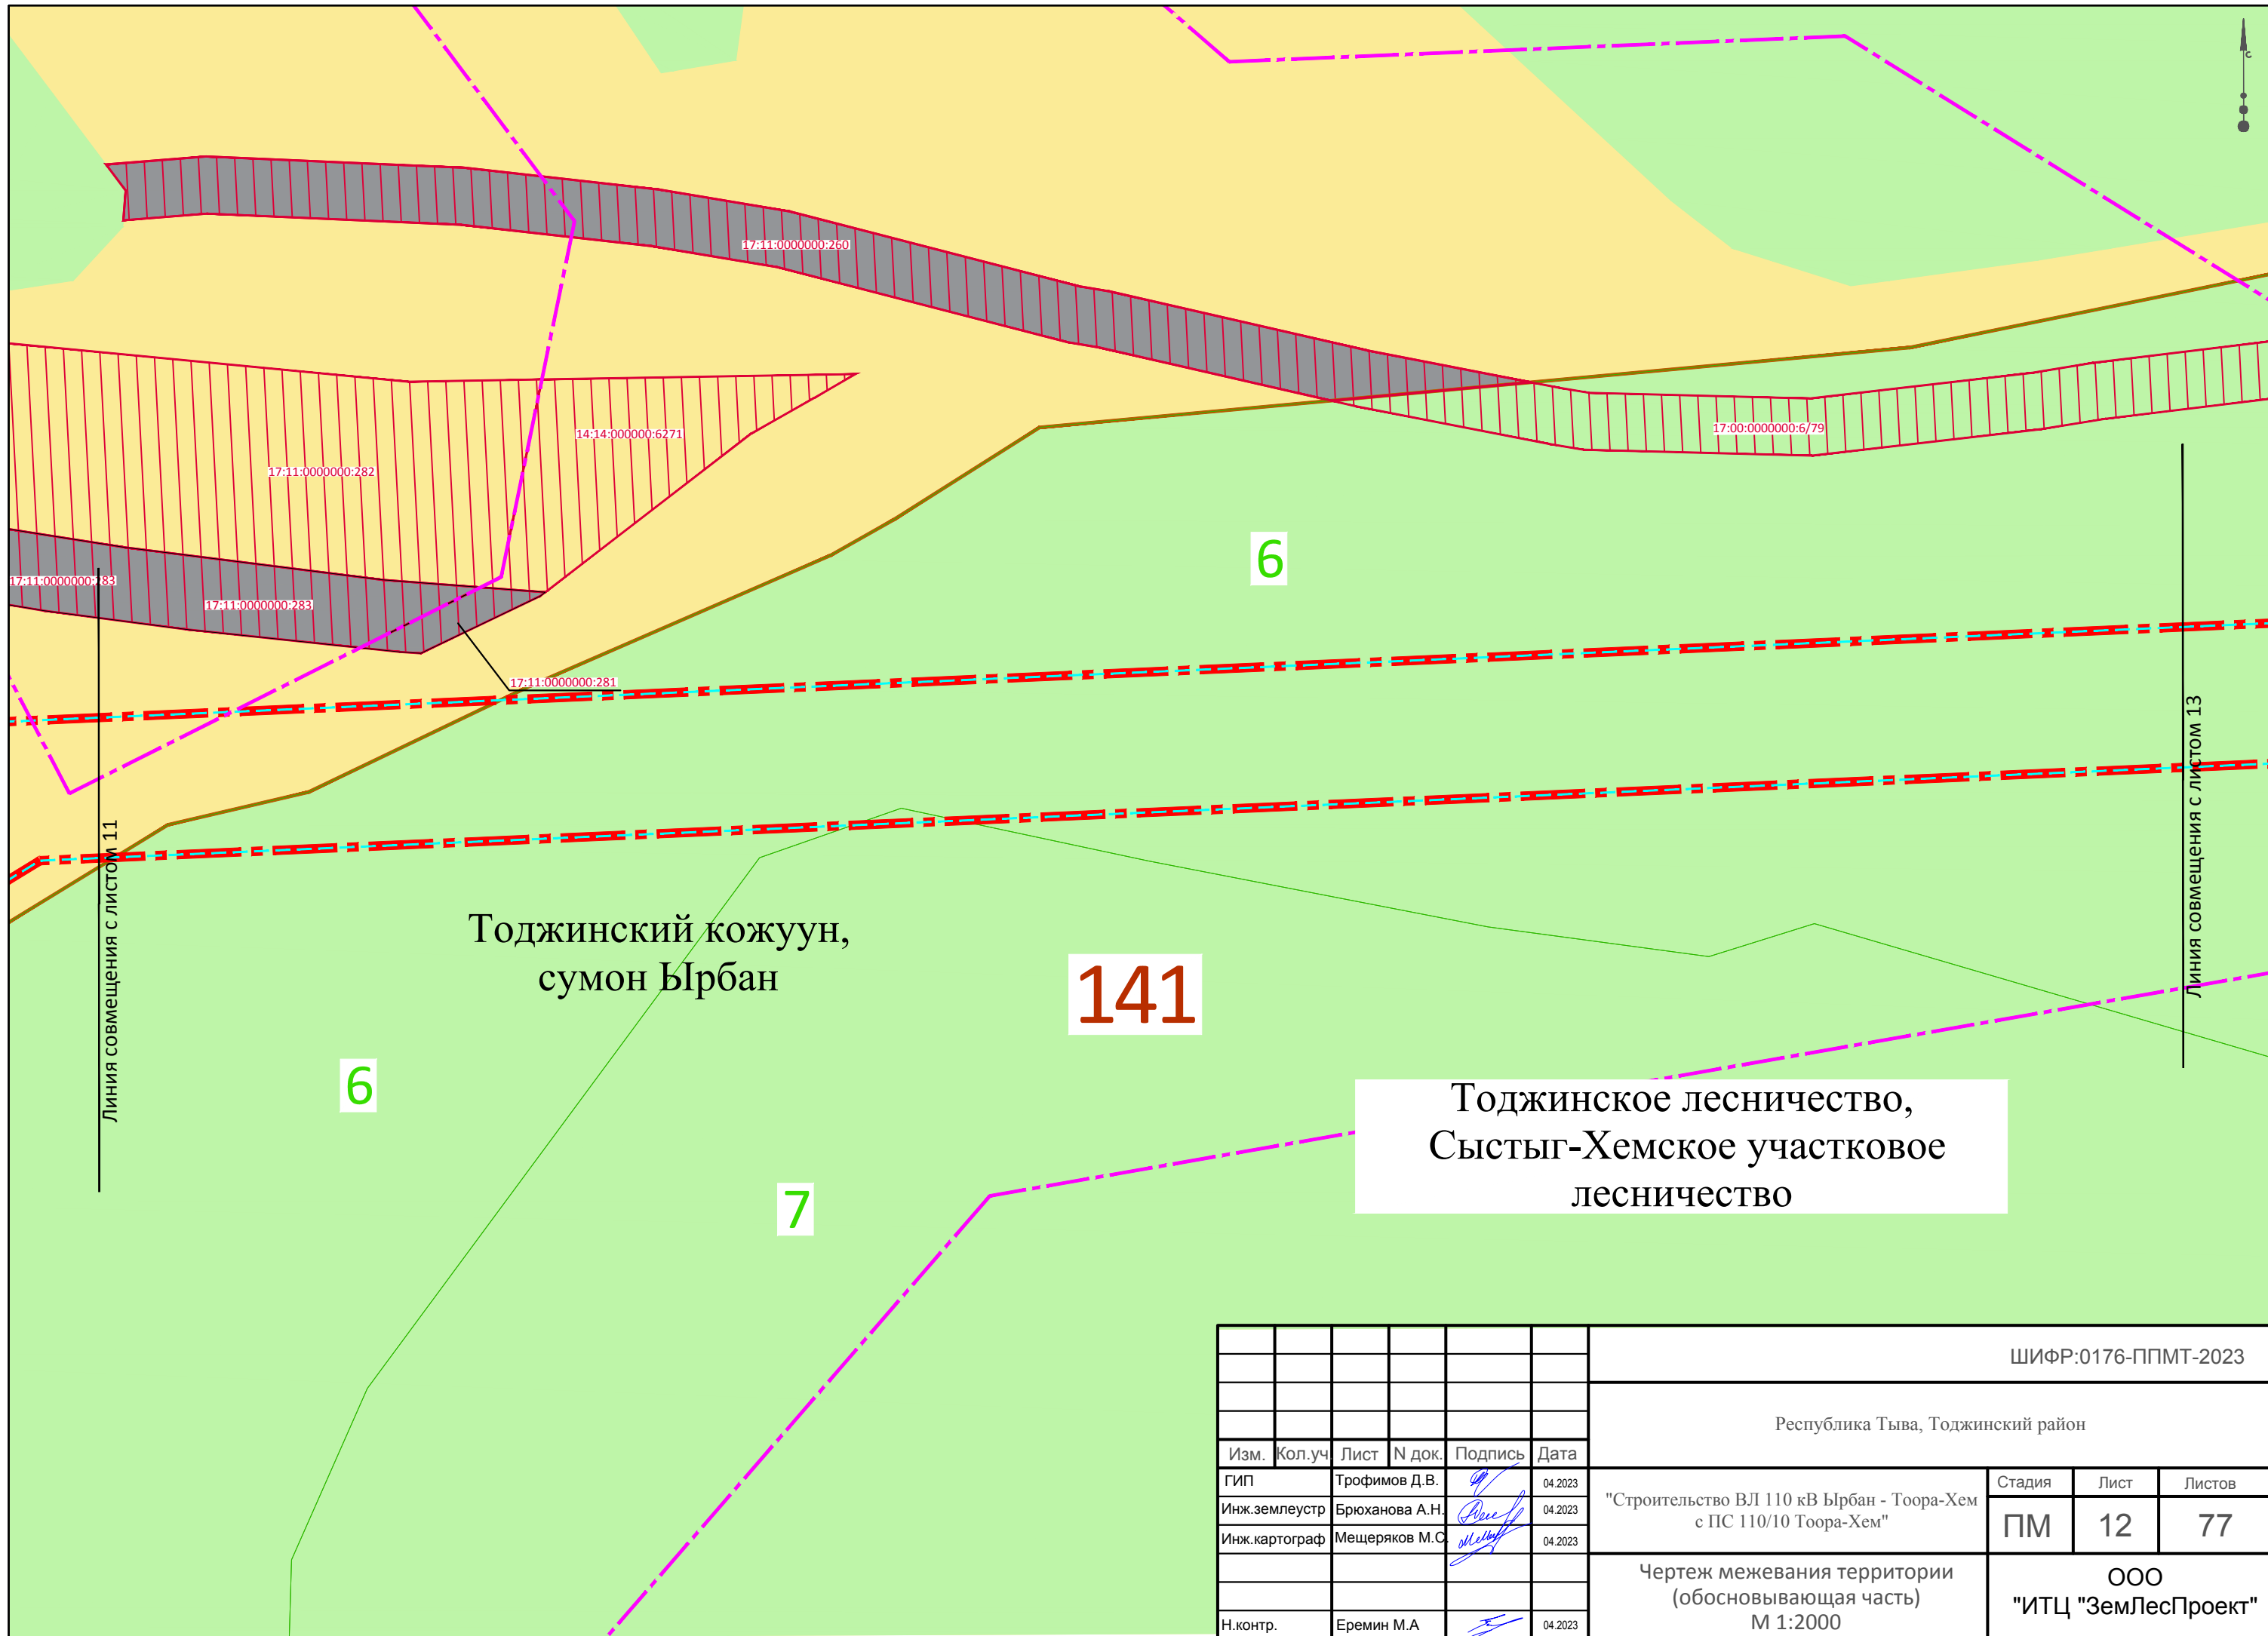 с
17:11:0000000:260
14:14:000000:6271
17:00:0000000:6/79
17:11:0000000:282
6
17:11:0000000:283
17:11:0000000:283
17:11:0000000:281
Линия совмещения с листом 11
Линия совмещения с листом 13
Тоджинский кожуун,
сумон Ырбан
141
6
7
Тоджинское лесничество,
Сыстыг-Хемское участковое
лесничество
ШИФР:0176-ППМТ-2023
Республика Тыва, Тоджинский район
Изм. Кол.уч Лист N док. Подпись Дата
ГИП Трофимов Д.В. 04.2023
Инж.землеустр Брюханова А.Н. 04.2023
Инж.картограф Мещеряков М.С. 04.2023
Н.контр. Еремин М.А 04.2023
"Строительство ВЛ 110 кВ Ырбан - Тоора-Хем
с ПС 110/10 Тоора-Хем"
Стадия Лист Листов
ПМ 12 77
Чертеж межевания территории
(обосновывающая часть)
М 1:2000
ООО
"ИТЦ "ЗемЛесПроект"